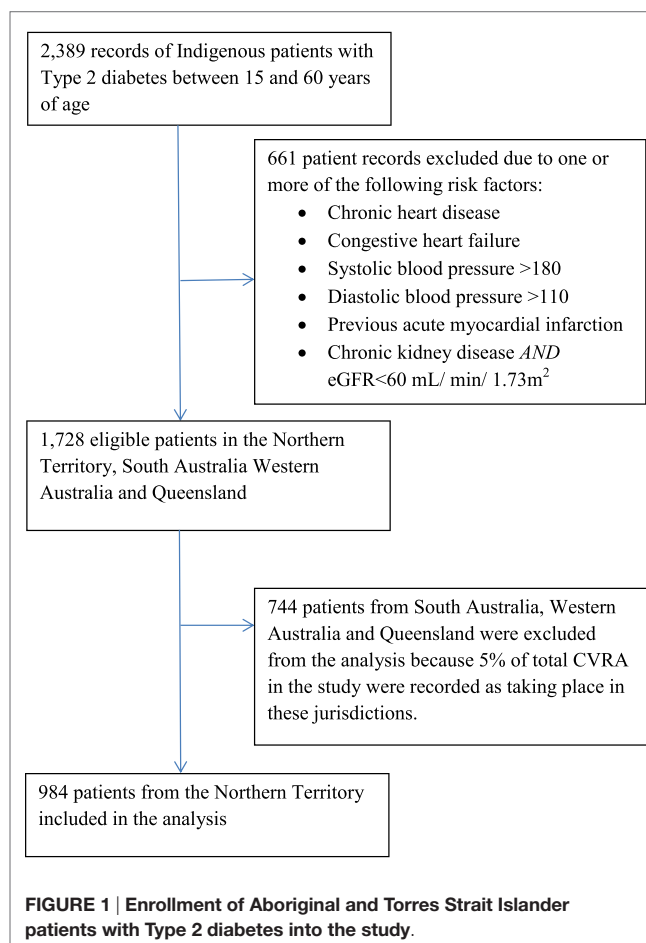 2,389 records of Indigenous patients with
Type 2 diabetes between 15 and 60 years
of age
661 patient records excluded due to one or
more of the following risk factors:
• Chronic heart disease
• Congestive heart failure
• Systolic blood pressure >180
• Diastolic blood pressure >110
• Previous acute myocardial infarction
• Chronic kidney disease AND
eGFR<60 mL/ min/ 1.73m²
1,728 eligible patients in the Northern
Territory, South Australia Western
Australia and Queensland
744 patients from South Australia, Western
Australia and Queensland were excluded
from the analysis because 5% of total CVRA
in the study were recorded as taking place in
these jurisdictions.
984 patients from the Northern Territory
included in the analysis
FIGURE 1 | Enrollment of Aboriginal and Torres Strait Islander
patients with Type 2 diabetes into the study.